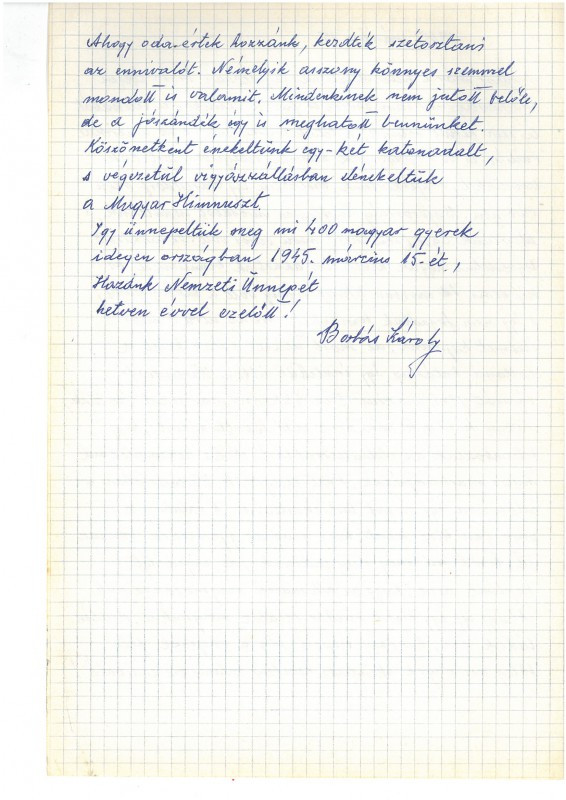 Ahogy oda-értek hozzánk, kezdték szétosztani
az ennivalót. Némelyik asszony könnyes szemmel
mondott is valamit. Mindenkinek nem jutott belőle,
de a jószándék így is meghatott bennünket.
Köszönetként énekeltünk egy-két katonadalt,
s végezetül vigyázzállásban elénekeltük
a Magyar Himnuszt.
Így ünnepeltük meg mi 400 magyar gyerek
idegen országban 1945. március 15-ét,
Hazánk Nemzeti Ünnepét
hetven évvel ezelőtt!
Borbás Károly